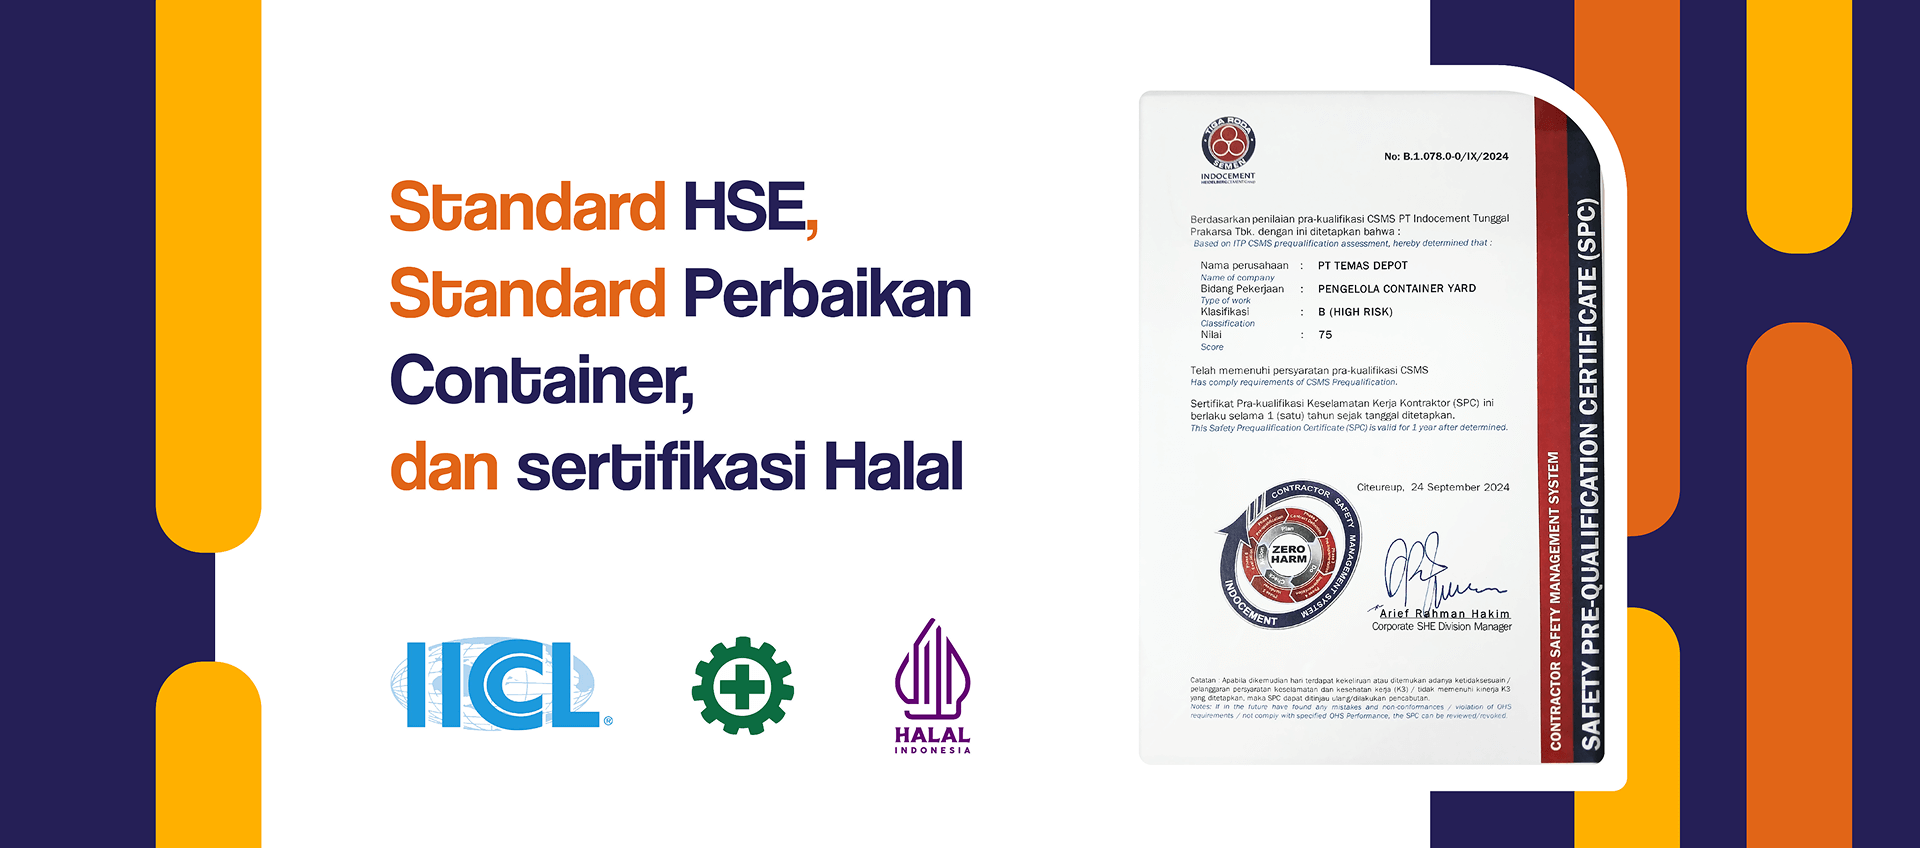 Standard HSE,
Standard Perbaikan
Container,
dan sertifikasi Halal
IICL®
HALAL
INDONESIA
TIGA RODA
SEMEN
INDOCEMENT
HEIDELBERGCEMENT Group
No: B.1.078.0-0/IX/2024
Berdasarkan penilaian pra-kualifikasi CSMS PT Indocement Tunggal
Prakarsa Tbk. dengan ini ditetapkan bahwa :
Based on ITP CSMS prequalification assessment, hereby determined that :
Nama perusahaan : PT TEMAS DEPOT
Name of company
Bidang Pekerjaan : PENGELOLA CONTAINER YARD
Type of work
Klasifikasi : B (HIGH RISK)
Classification
Nilai : 75
Score
Telah memenuhi persyaratan pra-kualifikasi CSMS
Has comply requirements of CSMS Prequalification.
Sertifikat Pra-kualifikasi Keselamatan Kerja Kontraktor (SPC) ini
berlaku selama 1 (satu) tahun sejak tanggal ditetapkan.
This Safety Prequalification Certificate (SPC) is valid for 1 year after determined.
Citeureup, 24 September 2024
CONTRACTOR SAFETY MANAGEMENT SYSTEM
INDOCEMENT
Plan
Do
Check
ZERO
HARM
Arief Rahman Hakim
Corporate SHE Division Manager
Catatan : Apabila dikemudian hari terdapat kekeliruan atau ditemukan adanya ketidaksesuain /
pelanggaran persyaratan keselamatan dan kesehatan kerja (K3) / tidak memenuhi kinerja K3
yang ditetapkan, maka SPC dapat ditinjau ulang/dilakukan pencabutan.
Notes: If in the future have found any mistakes and non-conformances / violation of OHS
requirements / not comply with specified OHS Performance, the SPC can be reviewed/revoked.
CONTRACTOR SAFETY MANAGEMENT SYSTEM
SAFETY PRE-QUALIFICATION CERTIFICATE (SPC)